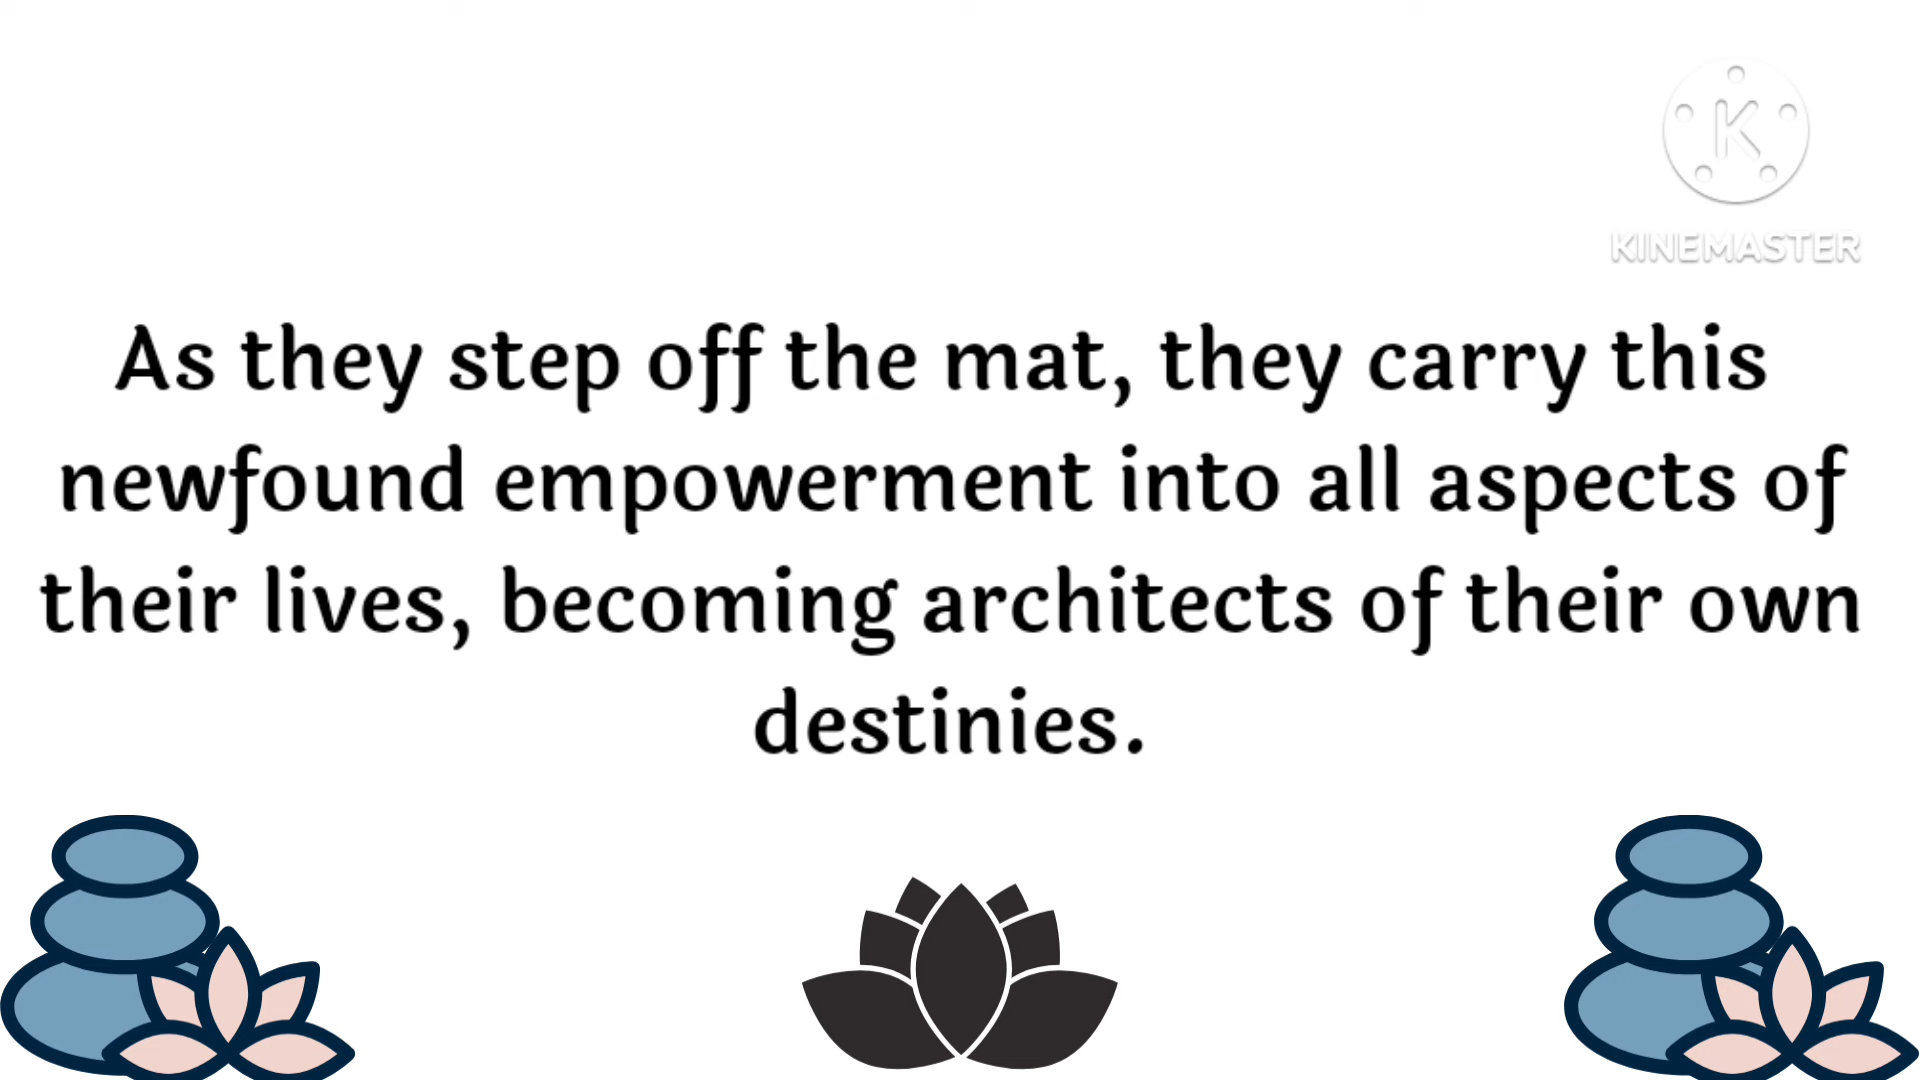 K
KINEMASTER
As they step off the mat, they carry this
newfound empowerment into all aspects of
their lives, becoming architects of their own
destinies.